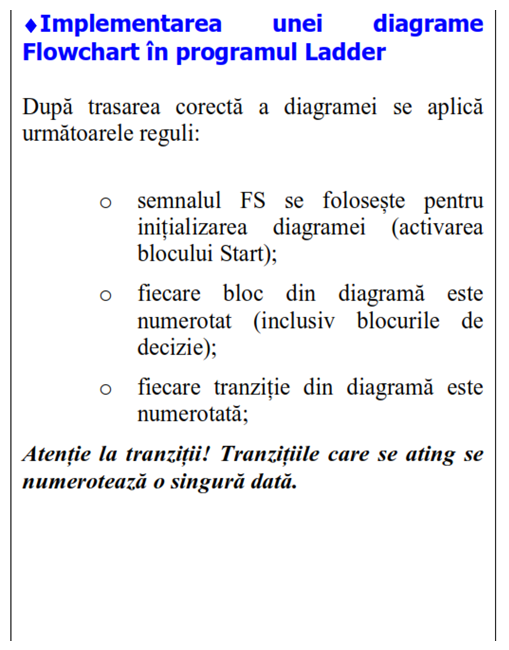 ♦Implementarea unei diagrame
Flowchart în programul Ladder
După trasarea corectă a diagramei se aplică
următoarele reguli:
o semnalul FS se folosește pentru
inițializarea diagramei (activarea
blocului Start);
o fiecare bloc din diagramă este
numerotat (inclusiv blocurile de
decizie);
o fiecare tranziție din diagramă este
numerotată;
Atenție la tranziții! Tranzițiile care se ating se
numerotează o singură dată.